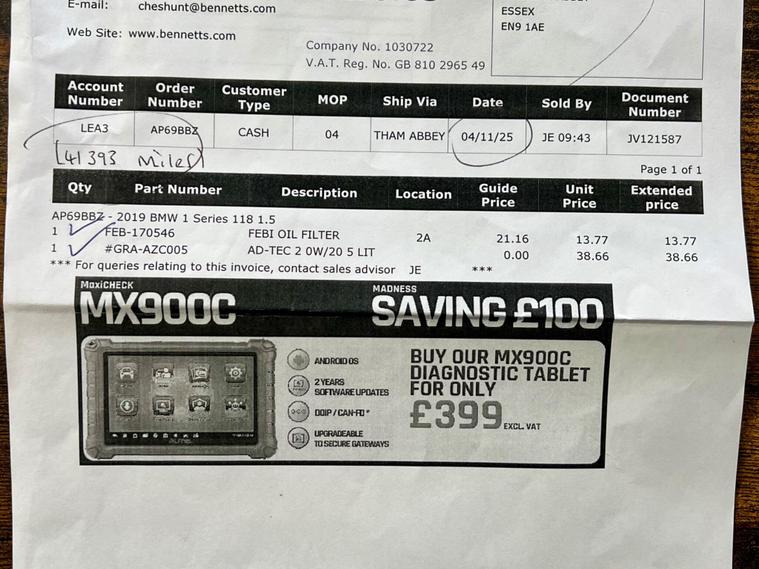 E-mail: cheshunt@bennetts.com
ESSEX
EN9 1AE
Web Site: www.bennetts.com
Company No. 1030722
V.A.T. Reg. No. GB 810 2965 49
Account Number Order Number Customer Type MOP Ship Via Date Sold By Document Number
LEA3 AP69BBZ CASH 04 THAM ABBEY 04/11/25 JE 09:43 JV121587
41393 Miles
Page 1 of 1
Qty Part Number Description Location Guide Price Unit Price Extended price
AP69BBZ - 2019 BMW 1 Series 118 1.5
1 FEB-170546 FEBI OIL FILTER 2A 21.16 13.77 13.77
1 #GRA-AZC005 AD-TEC 2 0W/20 5 LIT 0.00 38.66 38.66
*** For queries relating to this invoice, contact sales advisor JE ***
MaxiCHECK
MX900C
MADNESS
SAVING £100
ANDROID OS
2 YEARS
SOFTWARE UPDATES
DOIP / CAN-FD*
UPGRADEABLE
TO SECURE GATEWAYS
BUY OUR MX900C
DIAGNOSTIC TABLET
FOR ONLY
£399 EXCL. VAT
AUTEL